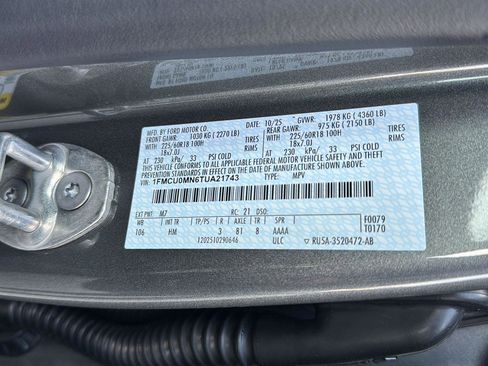 MFD. BY FORD MOTOR CO.
DATE: 10/25 GVWR: 1978 KG ( 4360 LB)
FRONT GAWR: 1030 KG ( 2270 LB) REAR GAWR: 975 KG ( 2150 LB)
WITH 225/60R18 100H TIRES WITH 225/60R18 100H TIRES
18x7.0J RIMS 18x7.0J RIMS
AT 230 kPa/ 33 PSI COLD AT 230 kPa/ 33 PSI COLD
THIS VEHICLE CONFORMS TO ALL APPLICABLE FEDERAL MOTOR VEHICLE SAFETY AND THEFT PREVENTION STANDARDS IN EFFECT ON THE DATE OF MANUFACTURE SHOWN ABOVE.
VIN: 1FMCU0MN6TUA21743
TYPE: MPV
EXT PNT: M7 RC: 21 DSO:
WB INT TR TP/PS R AXLE TR SPR F0079
106 HM 3 81 8 AAAA T0170
1202510290646 ULC RU5A-3520472-AB